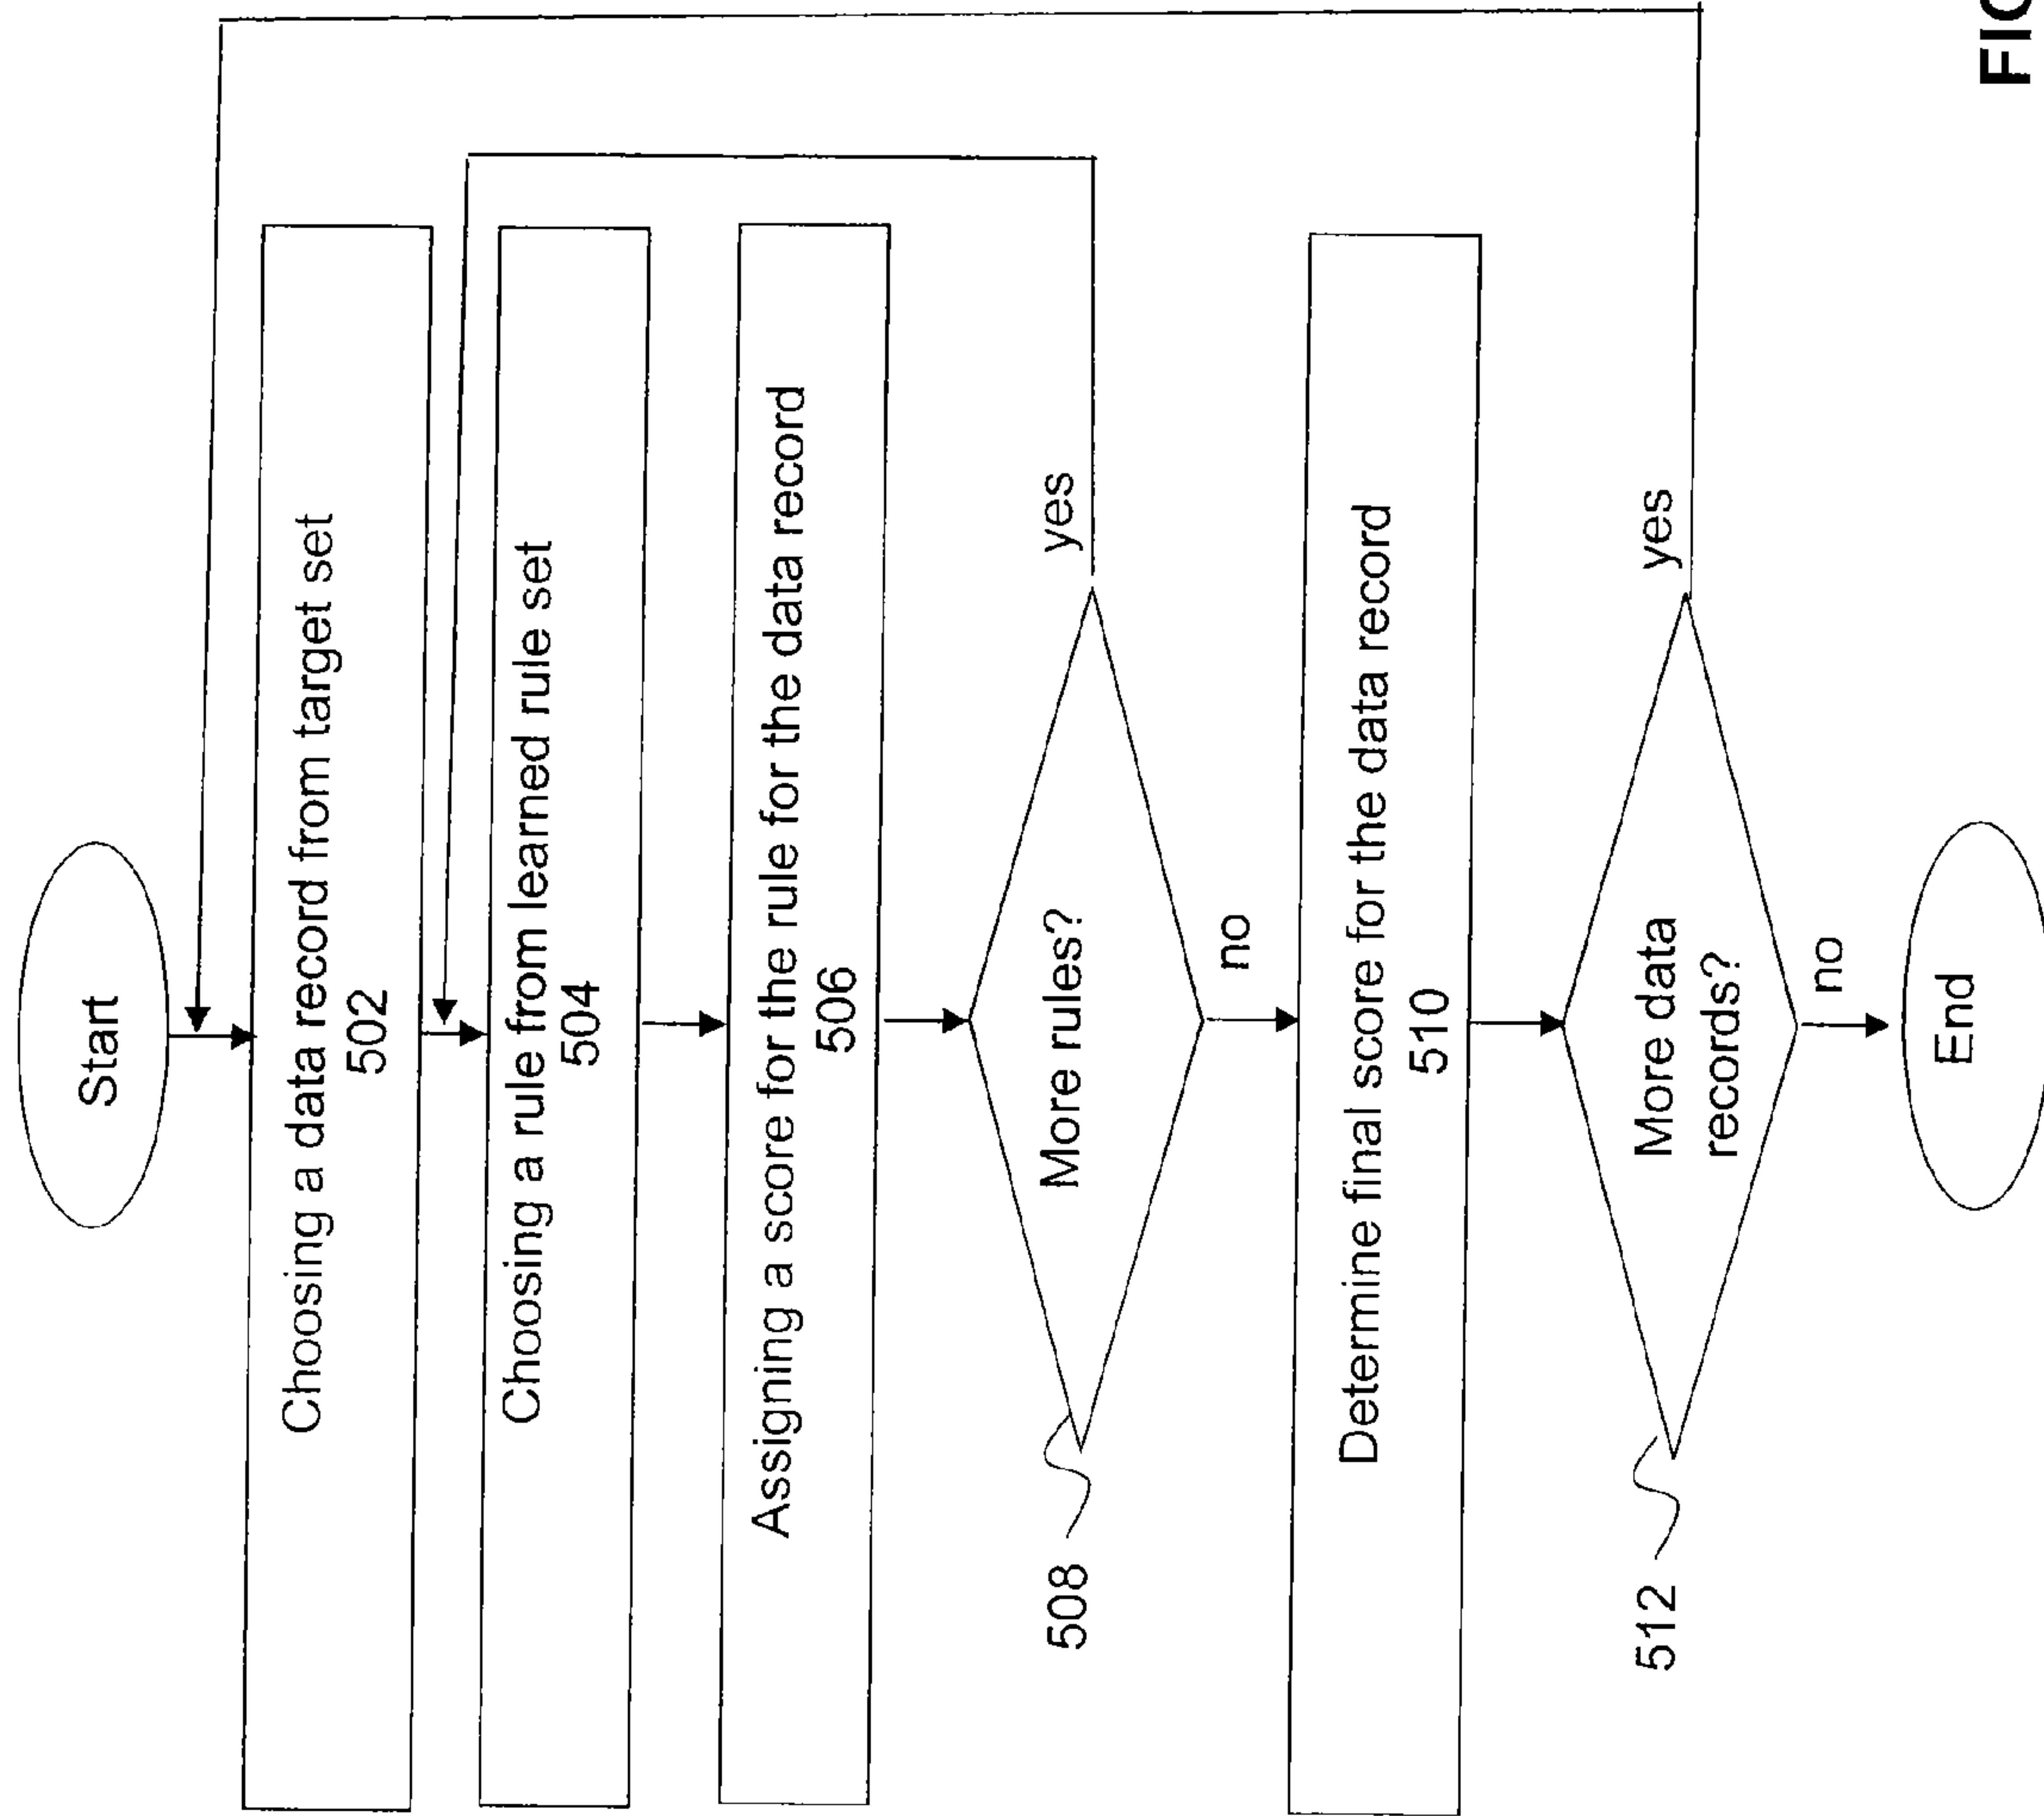 Start
Choosing a data record from target set
502
Choosing a rule from learned rule set
504
Assigning a score for the rule for the data record
506
More rules?
yes
508
no
Determine final score for the data record
510
More data
records?
yes
512
no
End